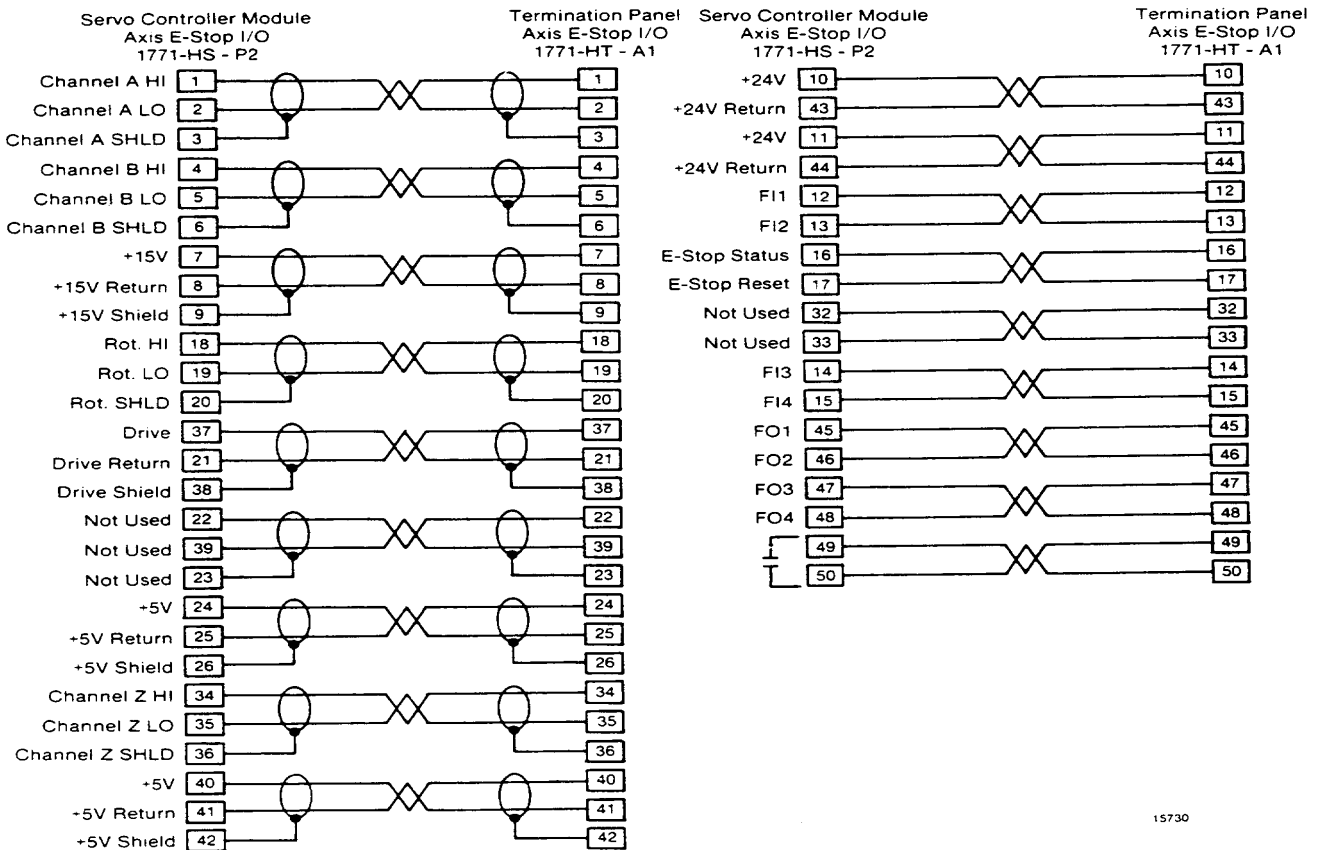 Servo Controller Module
Axis E-Stop I/O
1771-HS - P2
Termination Panel
Axis E-Stop I/O
1771-HT - A1
Channel A HI 1 1
Channel A LO 2 2
Channel A SHLD 3 3
Channel B HI 4 4
Channel B LO 5 5
Channel B SHLD 6 6
+15V 7 7
+15V Return 8 8
+15V Shield 9 9
Rot. HI 18 18
Rot. LO 19 19
Rot. SHLD 20 20
Drive 37 37
Drive Return 21 21
Drive Shield 38 38
Not Used 22 22
Not Used 39 39
Not Used 23 23
+5V 24 24
+5V Return 25 25
+5V Shield 26 26
Channel Z HI 34 34
Channel Z LO 35 35
Channel Z SHLD 36 36
+5V 40 40
+5V Return 41 41
+5V Shield 42 42
Servo Controller Module
Axis E-Stop I/O
1771-HS - P2
Termination Panel
Axis E-Stop I/O
1771-HT - A1
+24V 10 10
+24V Return 43 43
+24V 11 11
+24V Return 44 44
FI1 12 12
FI2 13 13
E-Stop Status 16 16
E-Stop Reset 17 17
Not Used 32 32
Not Used 33 33
FI3 14 14
FI4 15 15
FO1 45 45
FO2 46 46
FO3 47 47
FO4 48 48
49 49
50 50
15730